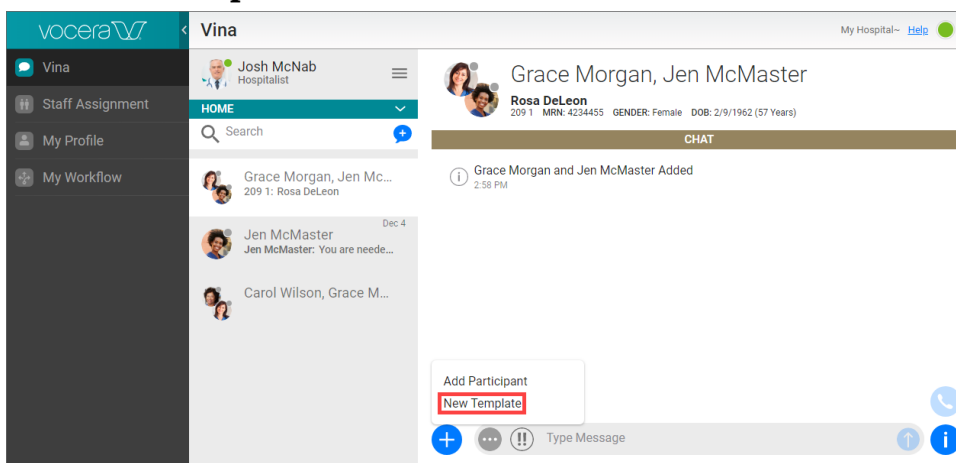 vocera
Vina
My Hospital~ Help
Vina
Staff Assignment
My Profile
My Workflow
Josh McNab
Hospitalist
HOME
Search
Grace Morgan, Jen Mc...
209 1: Rosa DeLeon
Dec 4
Jen McMaster
Jen McMaster: You are neede...
Carol Wilson, Grace M...
Grace Morgan, Jen McMaster
Rosa DeLeon
209 1 MRN: 4234455 GENDER: Female DOB: 2/9/1962 (57 Years)
CHAT
Grace Morgan and Jen McMaster Added
2:58 PM
Add Participant
New Template
Type Message